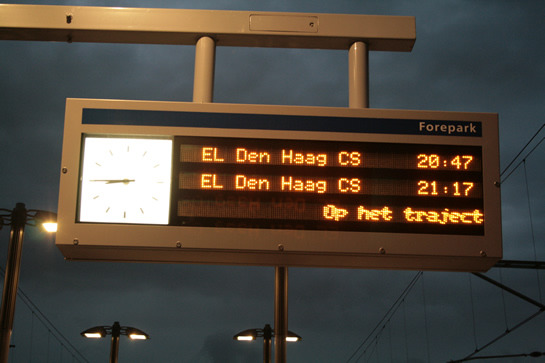 Forepark
EL Den Haag CS 20:47
EL Den Haag CS 21:17
Op het traject